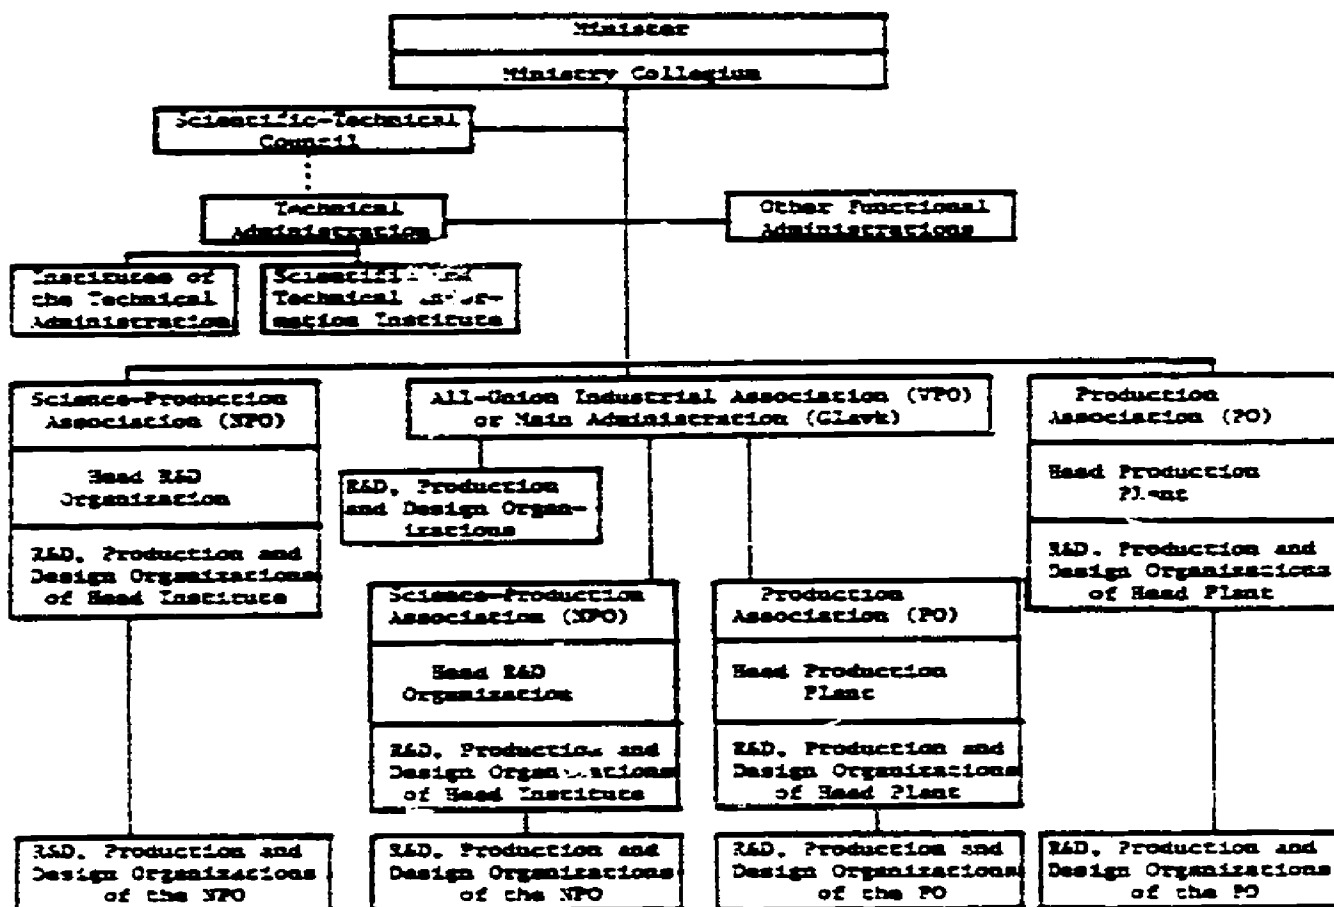 Minister
Ministry Collegium
Scientific-Technical
Council
Technical
Administration
Other Functional
Administrations
Institutes of
the Technical
Administration
Scientific and
Technical Infor-
mation Institute
Science-Production
Association (NPO)
Head R&D
Organization
R&D, Production and
Design Organizations
of Head Institute
All-Union Industrial Association (VPO)
or Main Administration (Glavk)
Production
Association (PO)
Head Production
Plant
R&D, Production and
Design Organizations
of Head Plant
R&D, Production
and Design Organ-
izations
Science-Production
Association (NPO)
Head R&D
Organization
R&D, Production and
Design Organizations
of Head Institute
Production
Association (PO)
Head Production
Plant
R&D, Production and
Design Organizations
of Head Plant
R&D, Production and
Design Organizations
of the NPO
R&D, Production and
Design Organizations
of the NPO
R&D, Production and
Design Organizations
of the PO
R&D, Production and
Design Organizations
of the PO